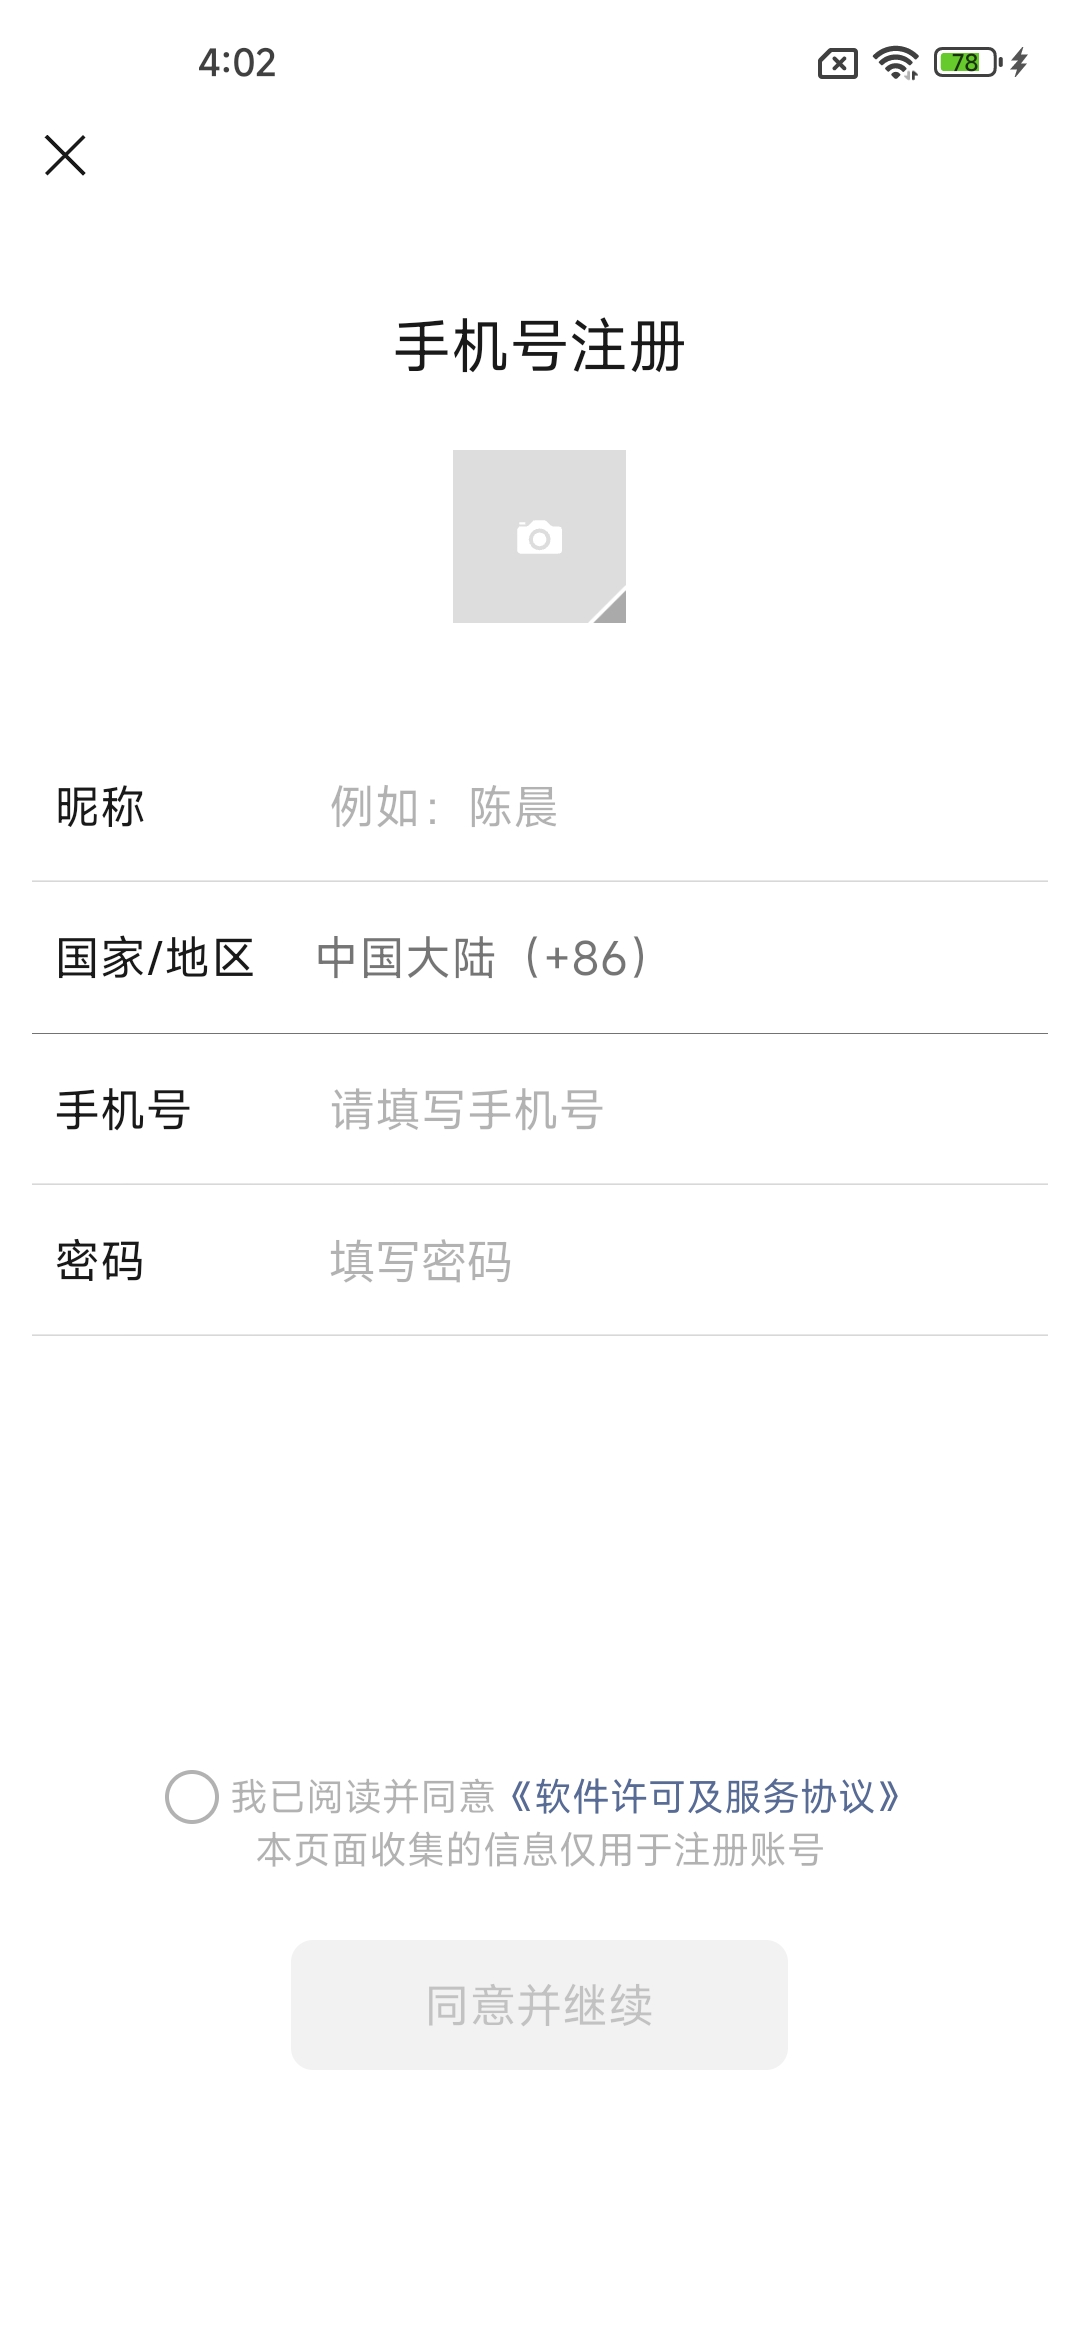 4:02
78
手机号注册
昵称 例如：陈晨
国家/地区 中国大陆（+86）
手机号 请填写手机号
密码 填写密码
我已阅读并同意《软件许可及服务协议》
本页面收集的信息仅用于注册账号
同意并继续